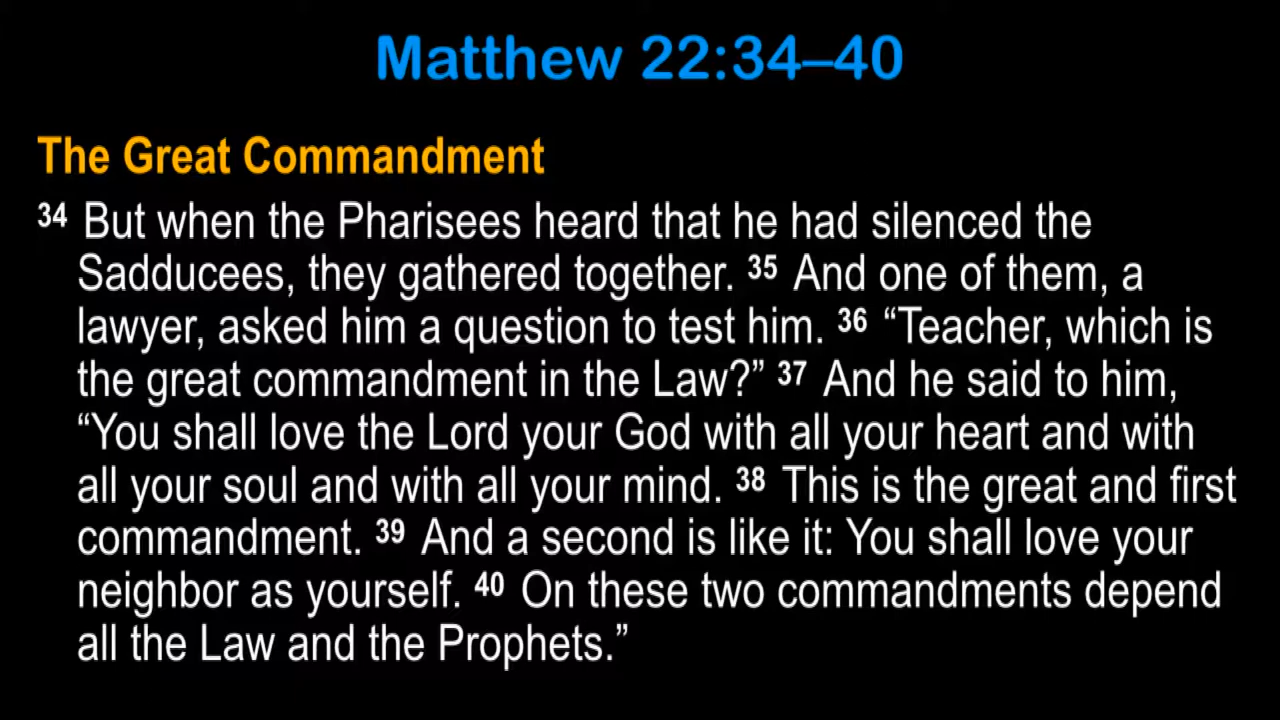 Matthew 22:34–40
The Great Commandment
34 But when the Pharisees heard that he had silenced the
Sadducees, they gathered together. 35 And one of them, a
lawyer, asked him a question to test him. 36 “Teacher, which is
the great commandment in the Law?” 37 And he said to him,
“You shall love the Lord your God with all your heart and with
all your soul and with all your mind. 38 This is the great and first
commandment. 39 And a second is like it: You shall love your
neighbor as yourself. 40 On these two commandments depend
all the Law and the Prophets.”